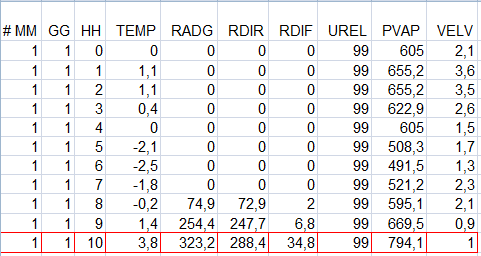 # MM GG HH TEMP RADG RDIR RDIF UREL PVAP VELV
1 1 0 0 0 0 0 99 605 2,1
1 1 1 1,1 0 0 0 99 655,2 3,6
1 1 2 1,1 0 0 0 99 655,2 3,5
1 1 3 0,4 0 0 0 99 622,9 2,6
1 1 4 0 0 0 0 99 605 1,5
1 1 5 -2,1 0 0 0 99 508,3 1,7
1 1 6 -2,5 0 0 0 99 491,5 1,3
1 1 7 -1,8 0 0 0 99 521,2 2,3
1 1 8 -0,2 74,9 72,9 2 99 595,1 2,1
1 1 9 1,4 254,4 247,7 6,8 99 669,5 0,9
1 1 10 3,8 323,2 288,4 34,8 99 794,1 1